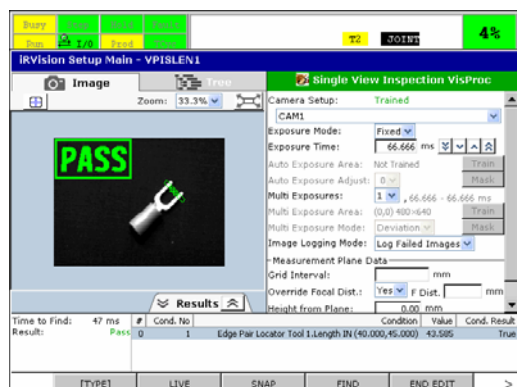 Busy Step Hold Fault
Run I/O Prod TCyc
T2 JOINT 4%
iRVision Setup Main - VPISLEN1
Image Tree
Single View Inspection VisProc
Zoom: 33.3%
PASS
Camera Setup: Trained
CAM1
Exposure Mode: Fixed
Exposure Time: 66.666 ms
Auto Exposure Area: Not Trained Train
Auto Exposure Adjust: 0 Mask
Multi Exposures: 1 , 66.666 - 66.666 ms
Multi Exposure Area: (0,0) 480×640 Train
Multi Exposure Mode: Deviation Mask
Image Logging Mode: Log Failed Images
Measurement Plane Data
Grid Interval: mm
Override Focal Dist.: Yes F Dist. mm
Height from Plane: 0.00 mm
Results
Time to Find: 47 ms
Result: Pass
# Cond. No Condition Value Cond. Result
0 1 Edge Pair Locator Tool 1.Length IN (40.000,45.000) 43.585 True
[TYPE] LIVE SNAP FIND END EDIT >